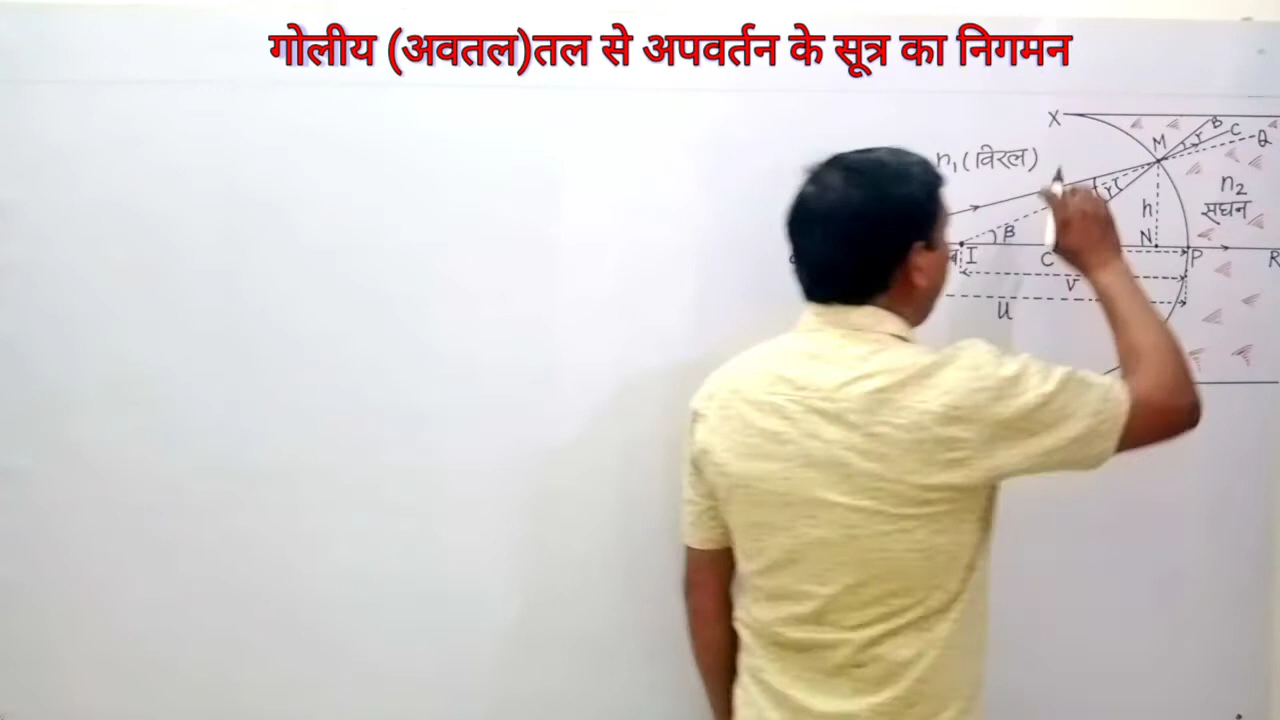 गोलीय (अवतल)तल से अपवर्तन के सूत्र का निगमन
X
B
C
M
Q
n₁ (विरल)
r
r
n₂
h
सघन
β
N
I
C
P
R
v
u